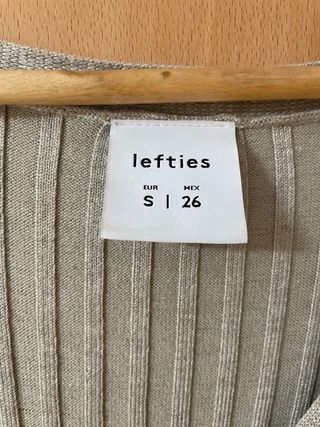 lefties
EUR MEX
S | 26